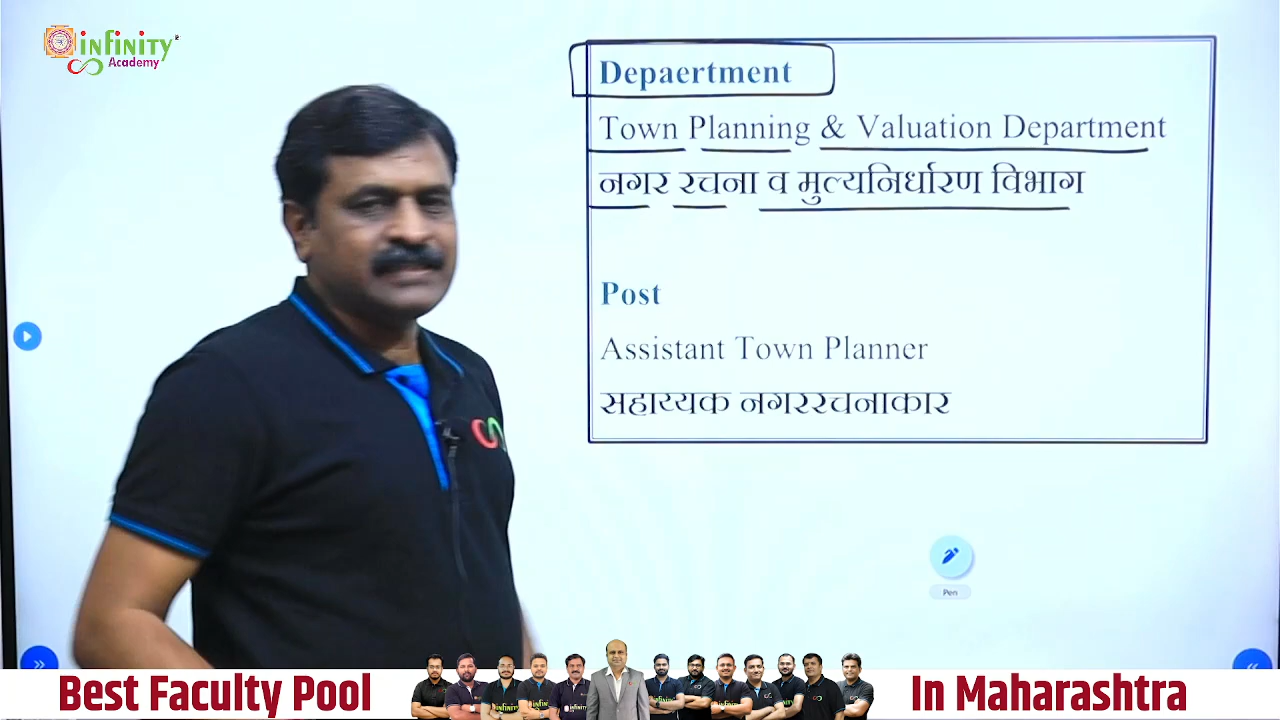 infinity
Academy
Depaertment
Town Planning & Valuation Department
नगर रचना व मुल्यनिर्धारण विभाग
Post
Assistant Town Planner
सहाय्यक नगररचनाकार
Pen
Best Faculty Pool
In Maharashtra